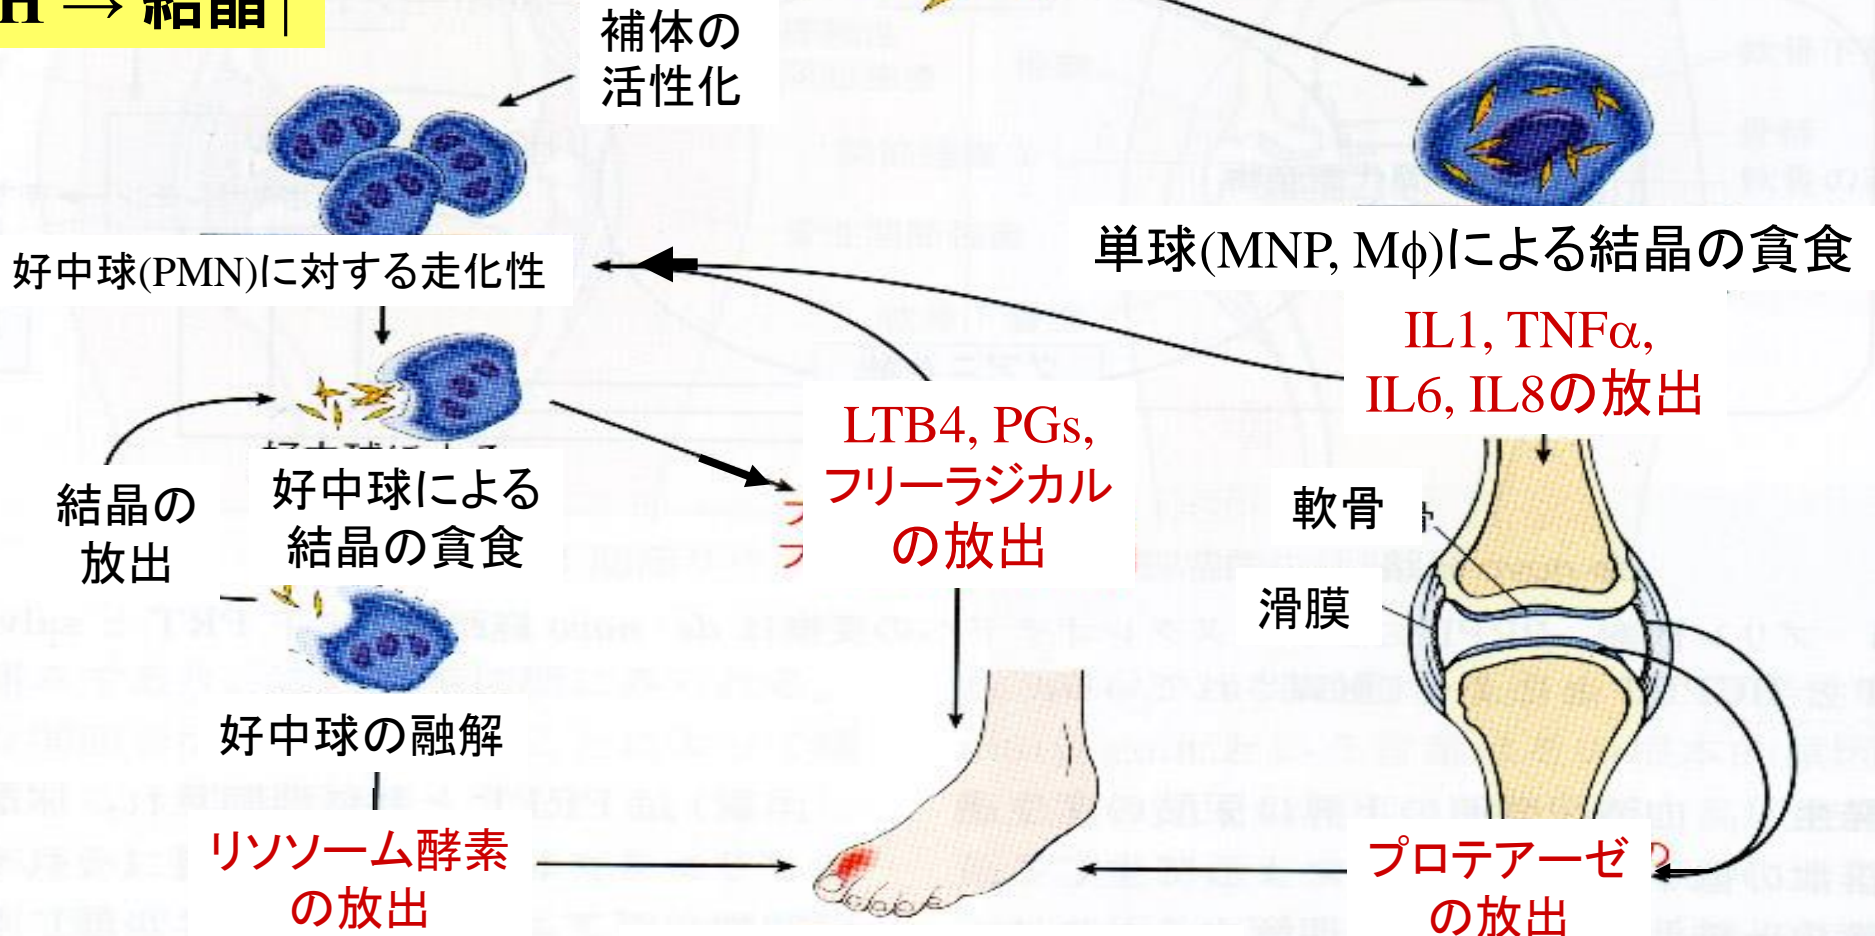 H → 結晶
補体の
活性化
好中球(PMN)に対する走化性
単球(MNP, Mϕ)による結晶の貪食
IL1, TNFα,
IL6, IL8の放出
LTB4, PGs,
フリーラジカル
の放出
結晶の
放出
好中球による
結晶の貪食
軟骨
滑膜
好中球の融解
リソソーム酵素
の放出
プロテアーゼ
の放出